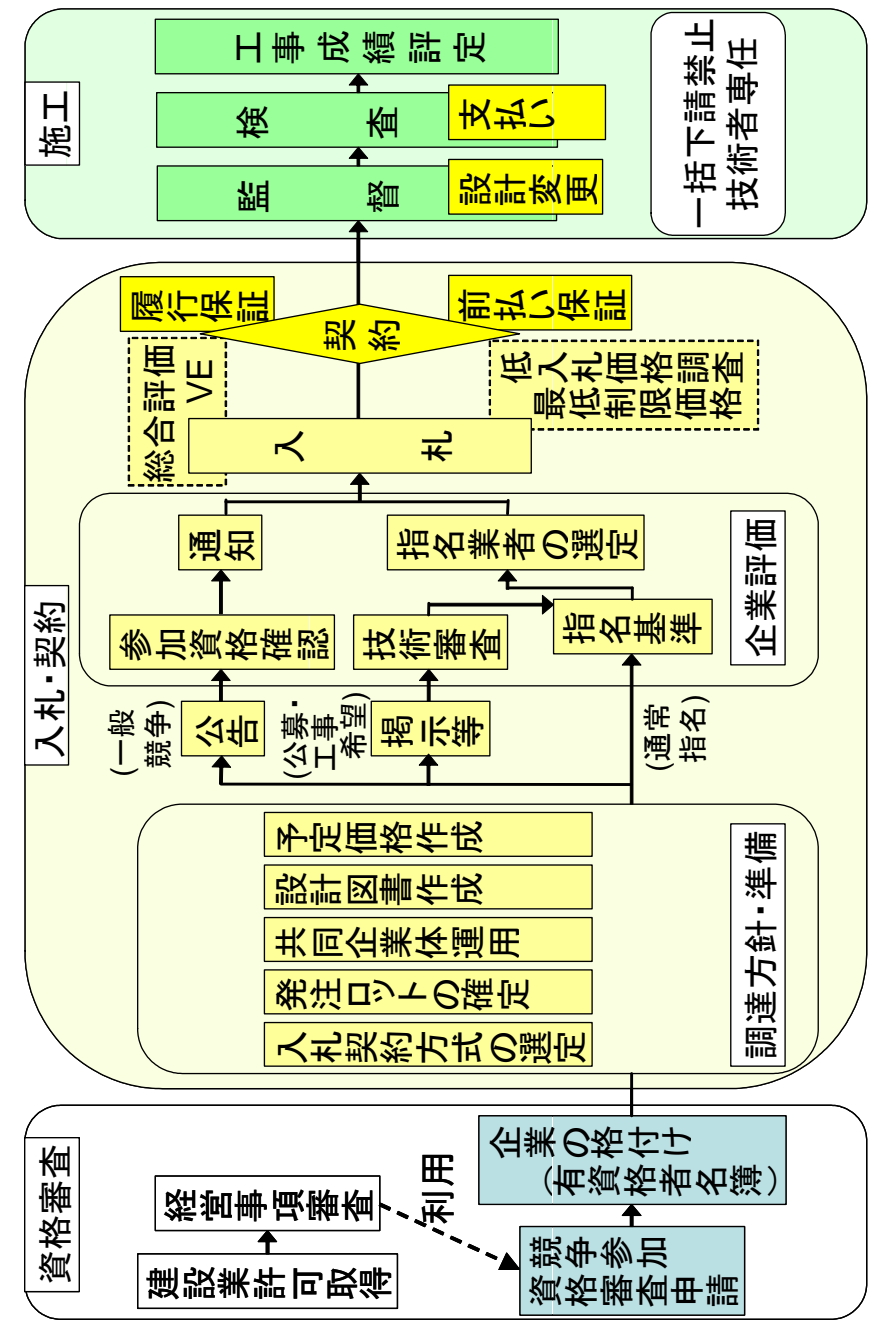 資格審査
建設業許可取得
経営事項審査
利用
競争参加
資格審査
申請
企業の格付け
(有資格者名簿)
入札・契約
入札契約方式の選定
発注ロットの確定
共同企業体運用
設計図書作成
予定価格作成
調達方針・準備
(一般
競争)
公告
(公募・
工事
希望)
掲示等
(通常
指名)
参加資格確認
技術審査
指名基準
通知
指名業者の選定
企業評価
総合評価
VE
入札
低入札価格調査
最低制限価格
履行
保証
契約
前払い
保証
施工
監督
設計
変更
検査
支払い
工事成績評定
一括下請禁止
技術者専任